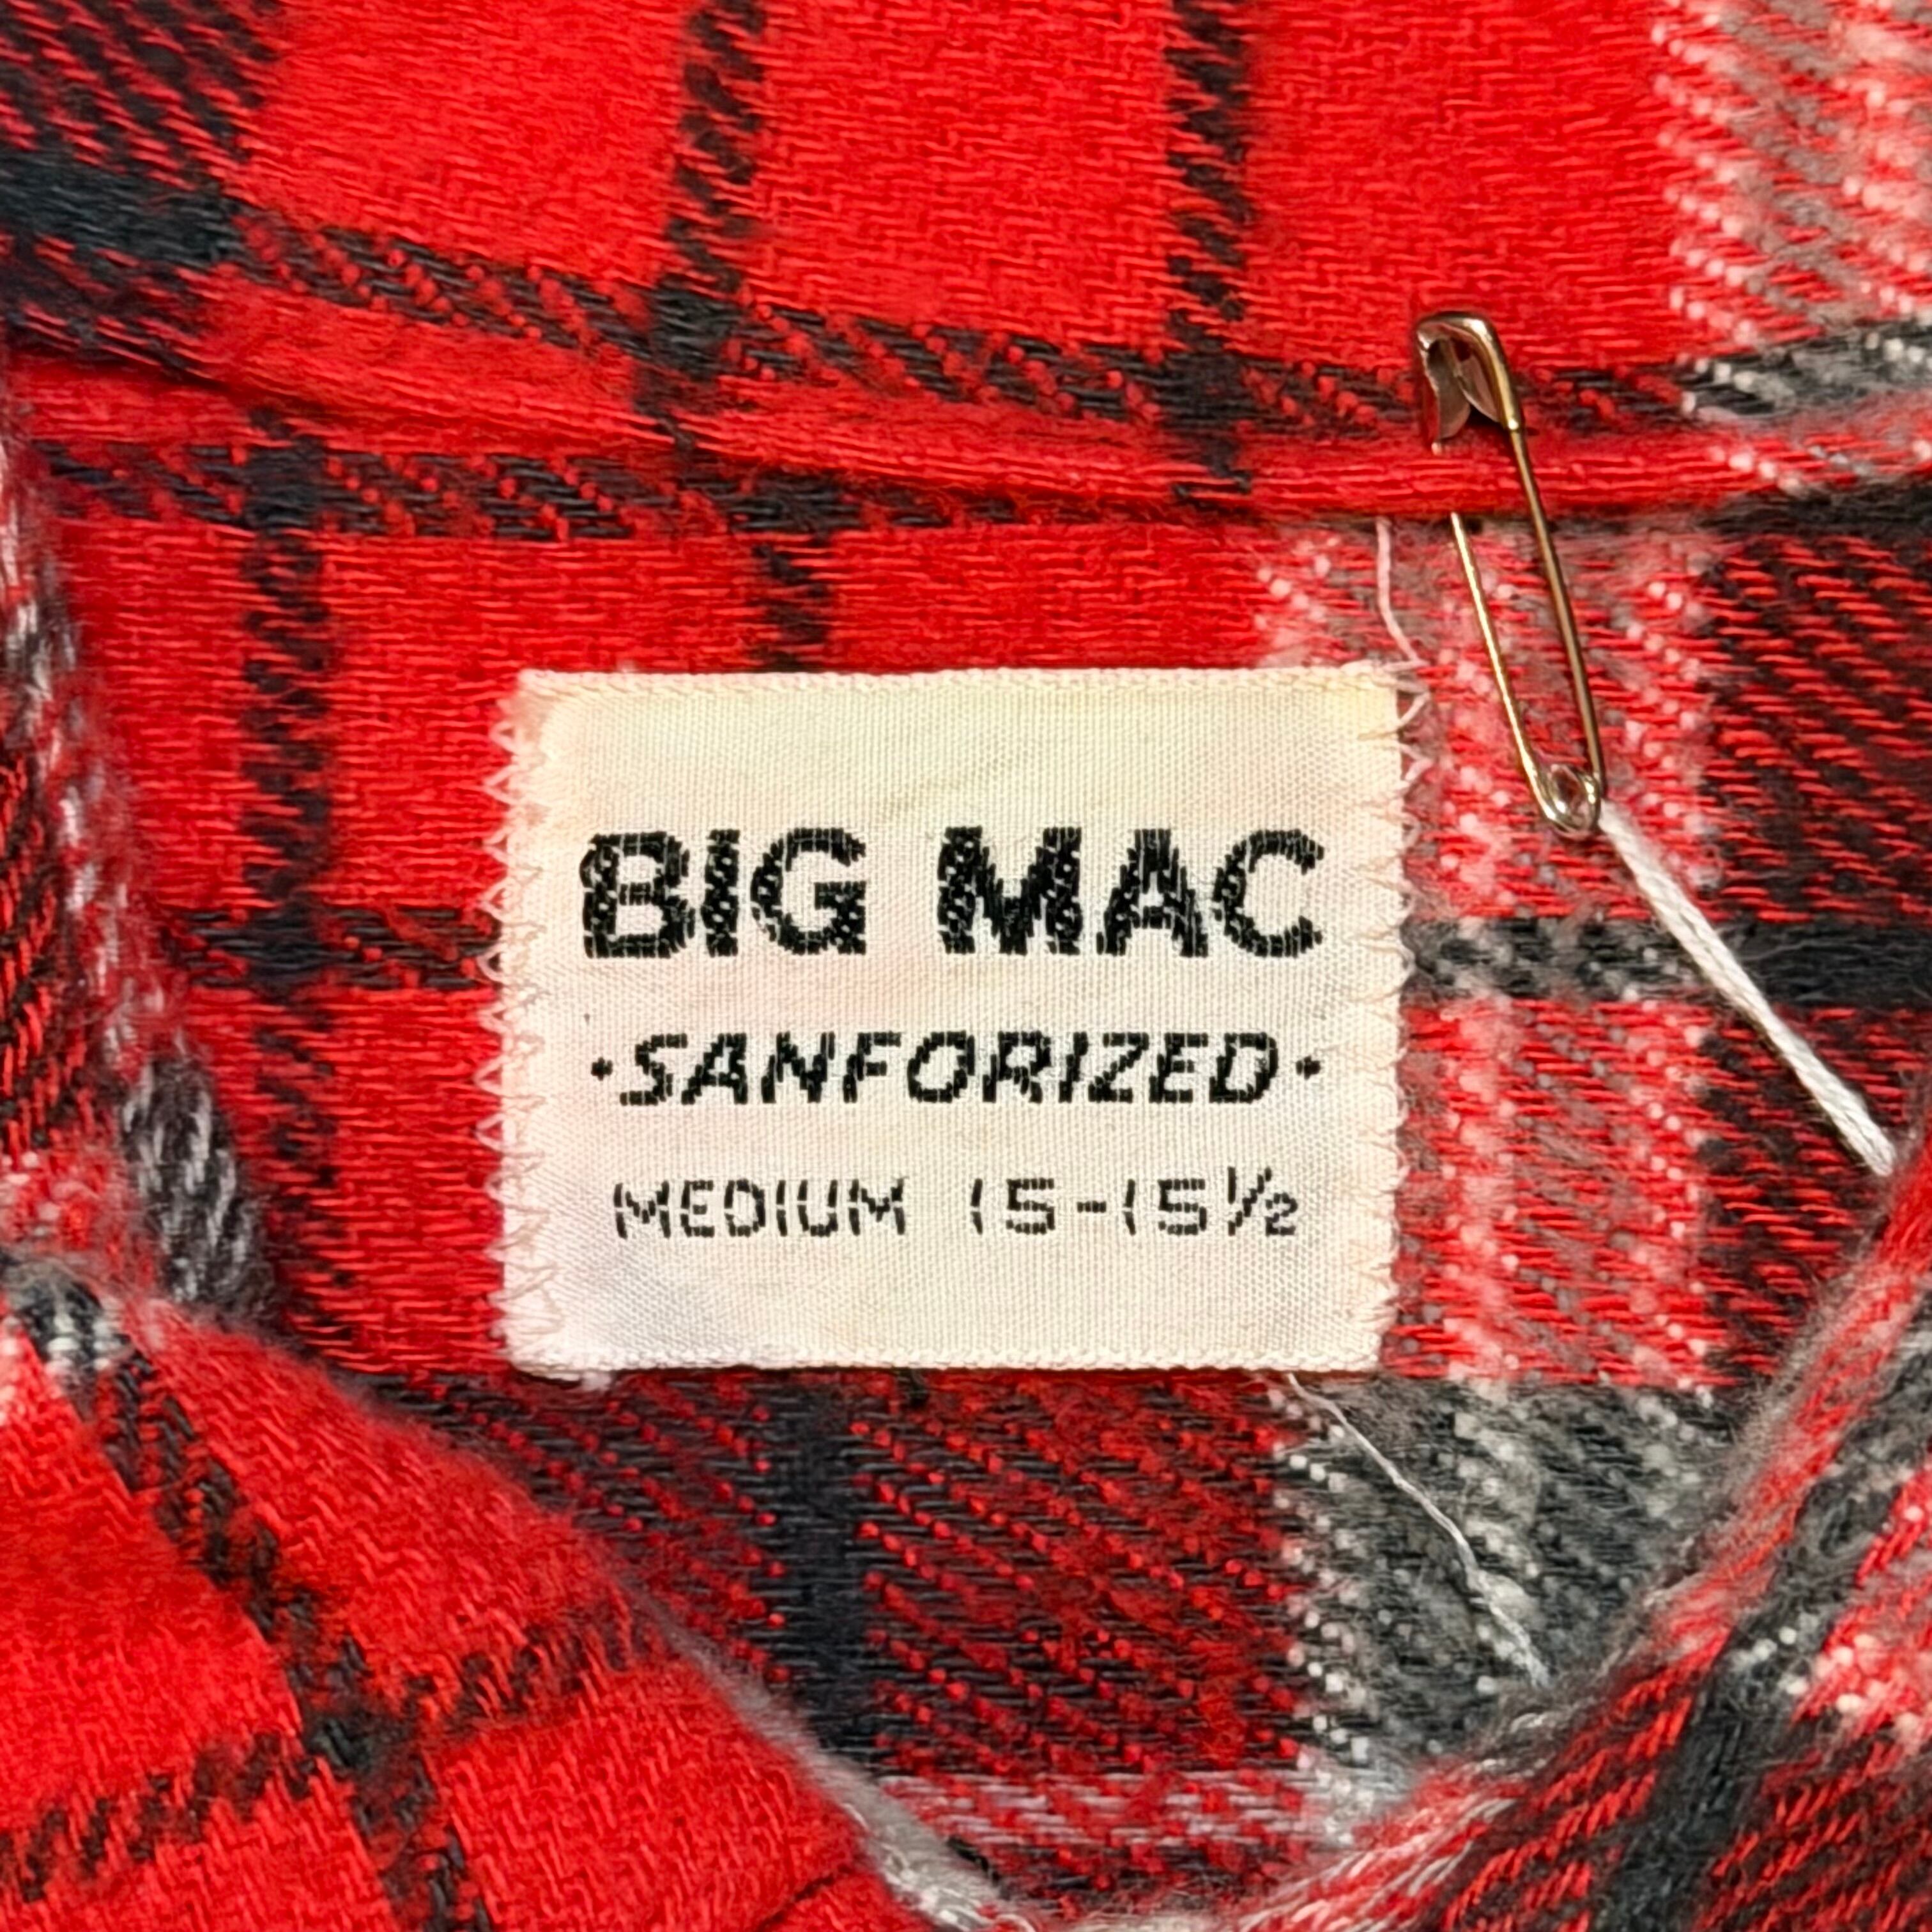 BIG MAC
·SANFORIZED·
MEDIUM 15-15½